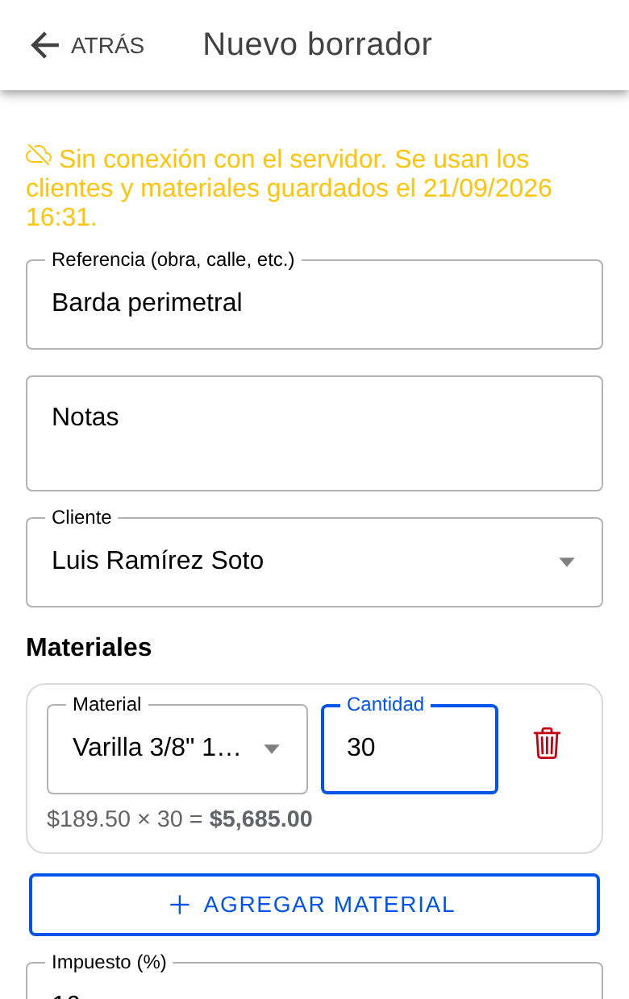 ATRÁS
Nuevo borrador
Sin conexión con el servidor. Se usan los
clientes y materiales guardados el 21/09/2026
16:31.
Referencia (obra, calle, etc.)
Barda perimetral
Notas
Cliente
Luis Ramírez Soto
Materiales
Material
Varilla 3/8" 1...
Cantidad
30
$189.50 × 30 = $5,685.00
AGREGAR MATERIAL
Impuesto (%)